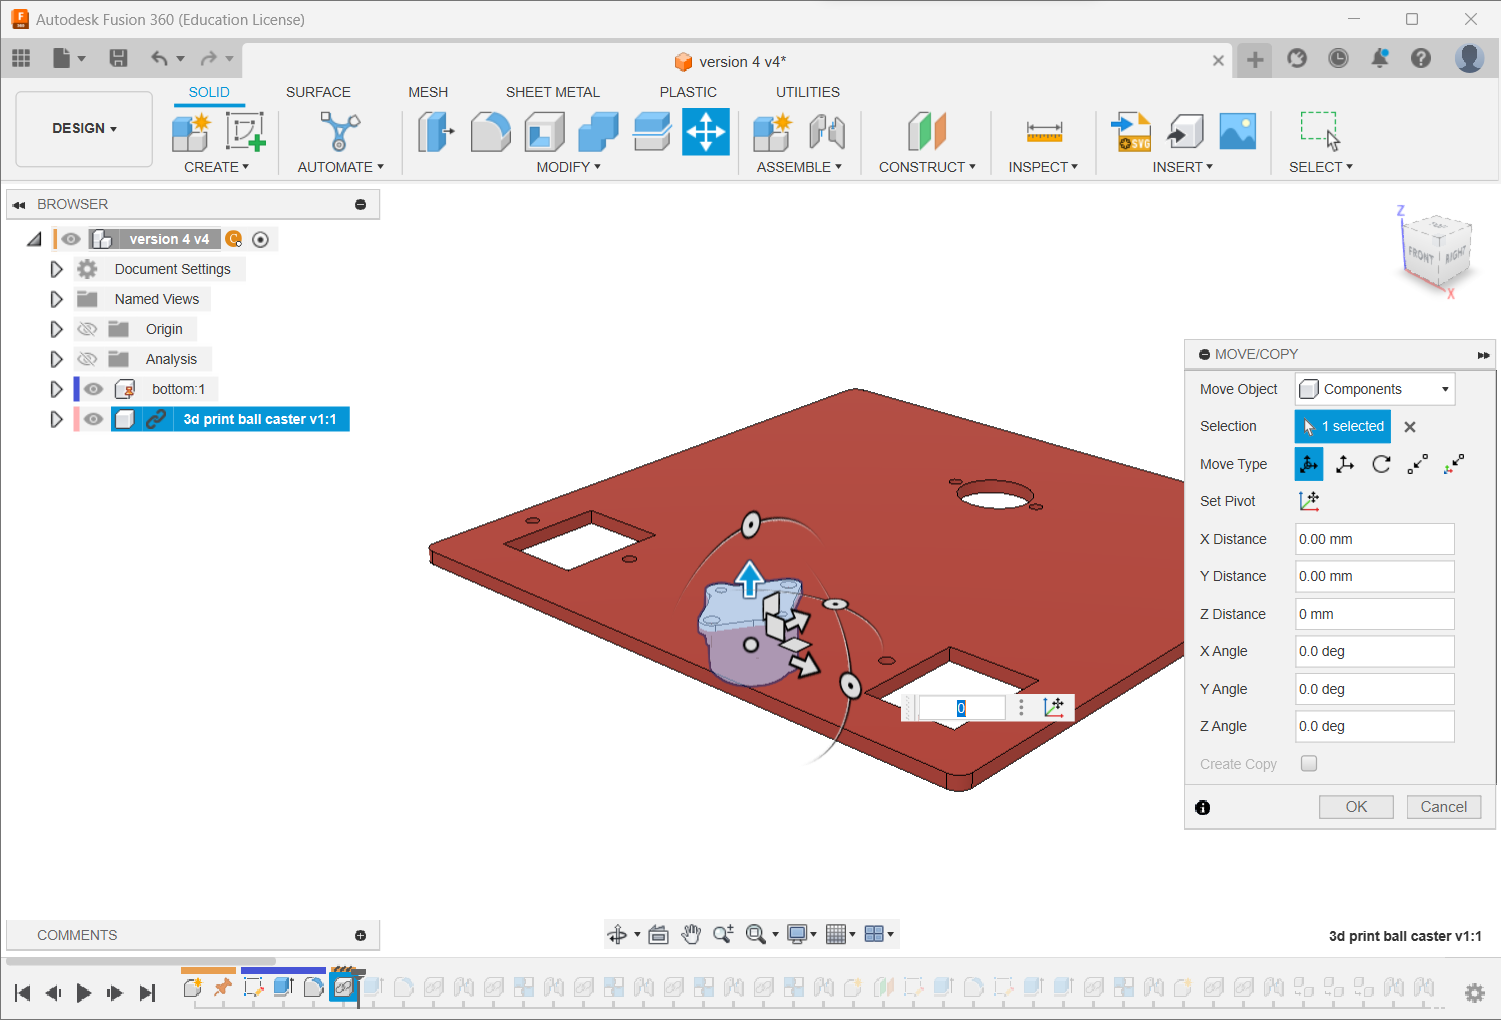 Autodesk Fusion 360 (Education License)
version 4 v4*
DESIGN
SOLID
SURFACE
MESH
SHEET METAL
PLASTIC
UTILITIES
CREATE
AUTOMATE
MODIFY
ASSEMBLE
CONSTRUCT
INSPECT
INSERT
SELECT
SVG
BROWSER
version 4 v4
Document Settings
Named Views
Origin
Analysis
bottom:1
3d print ball caster v1:1
Z
TOP
FRONT
RIGHT
X
MOVE/COPY
Move Object
Components
Selection
1 selected
Move Type
Set Pivot
X Distance
0.00 mm
Y Distance
0.00 mm
Z Distance
0 mm
X Angle
0.0 deg
Y Angle
0.0 deg
Z Angle
0.0 deg
Create Copy
OK
Cancel
0
COMMENTS
3d print ball caster v1:1